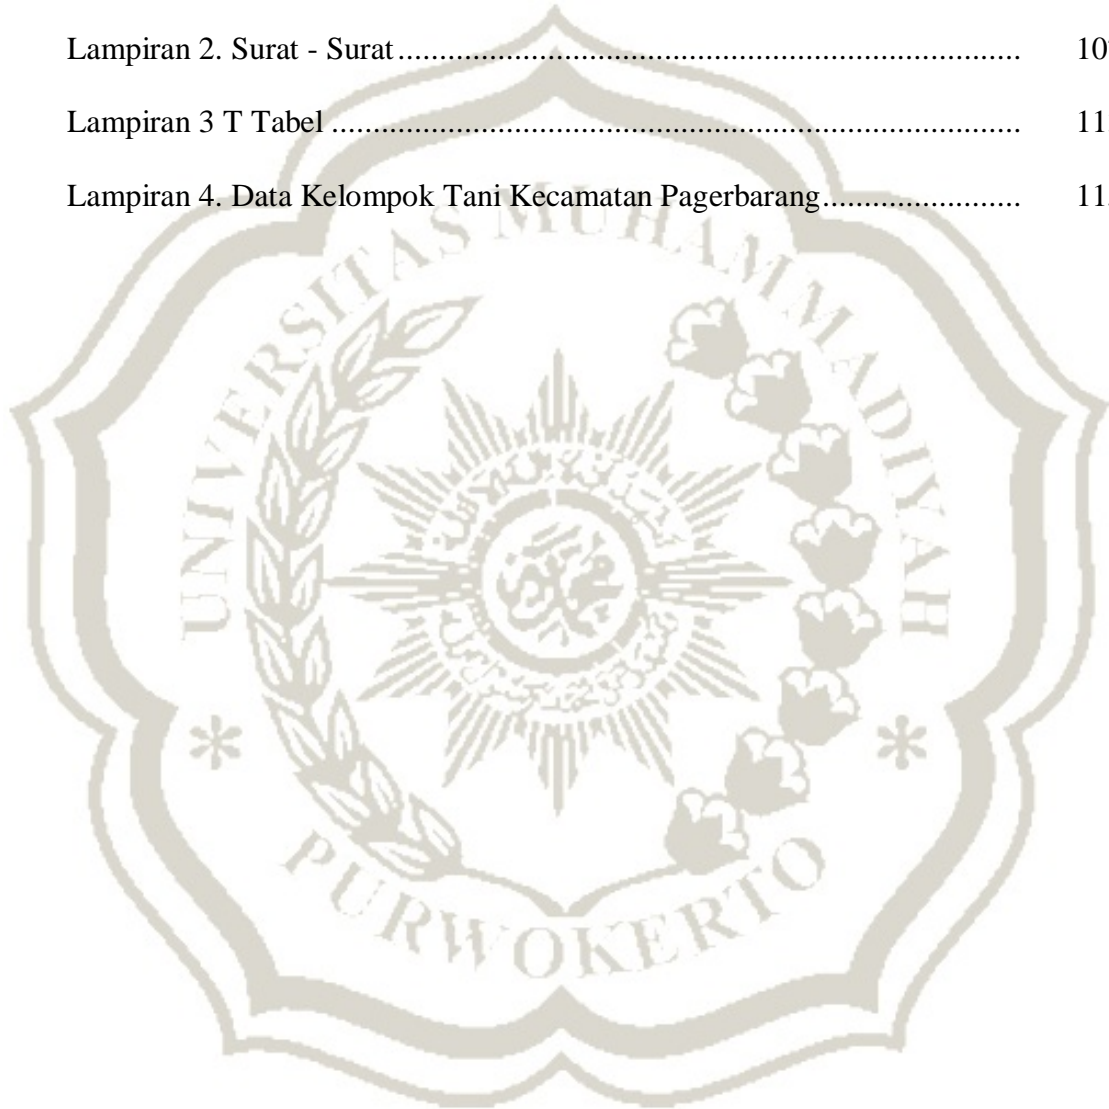 Lampiran 2. Surat - Surat ........................................................................ 10
Lampiran 3 T Tabel ................................................................................ 11
Lampiran 4. Data Kelompok Tani Kecamatan Pagerbarang ....................... 11
UNIVERSITAS MUHAMMADIYAH
* *
PURWOKERTO